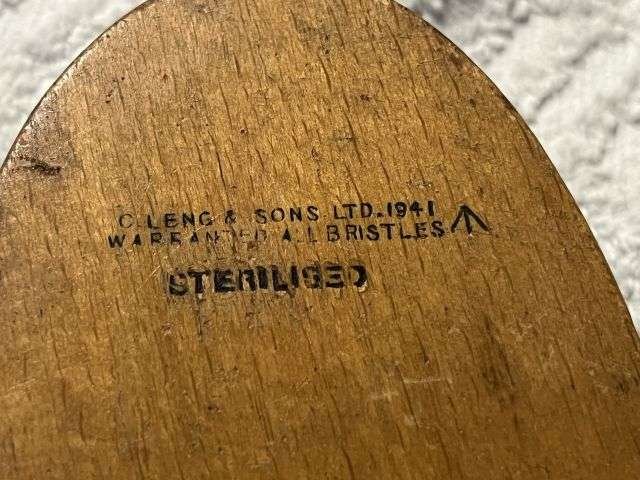 C. LENG & SONS LTD. 1941
WARRANTED ALL BRISTLES
STERILISED